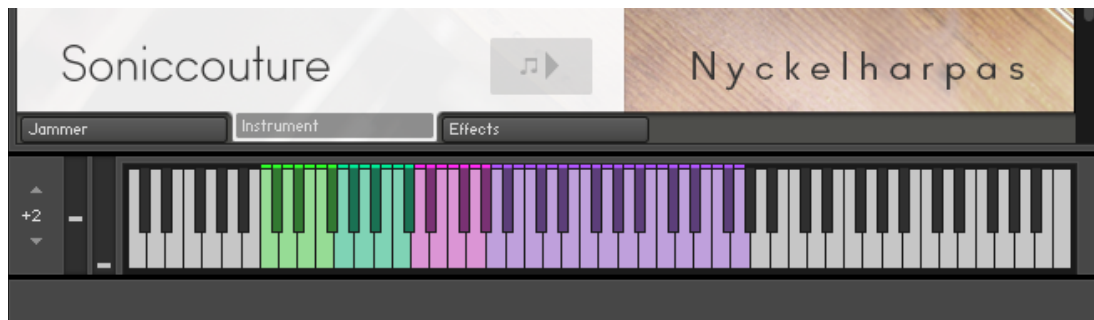 Soniccouture
Nyckelharpas
Jammer
Instrument
Effects
+2